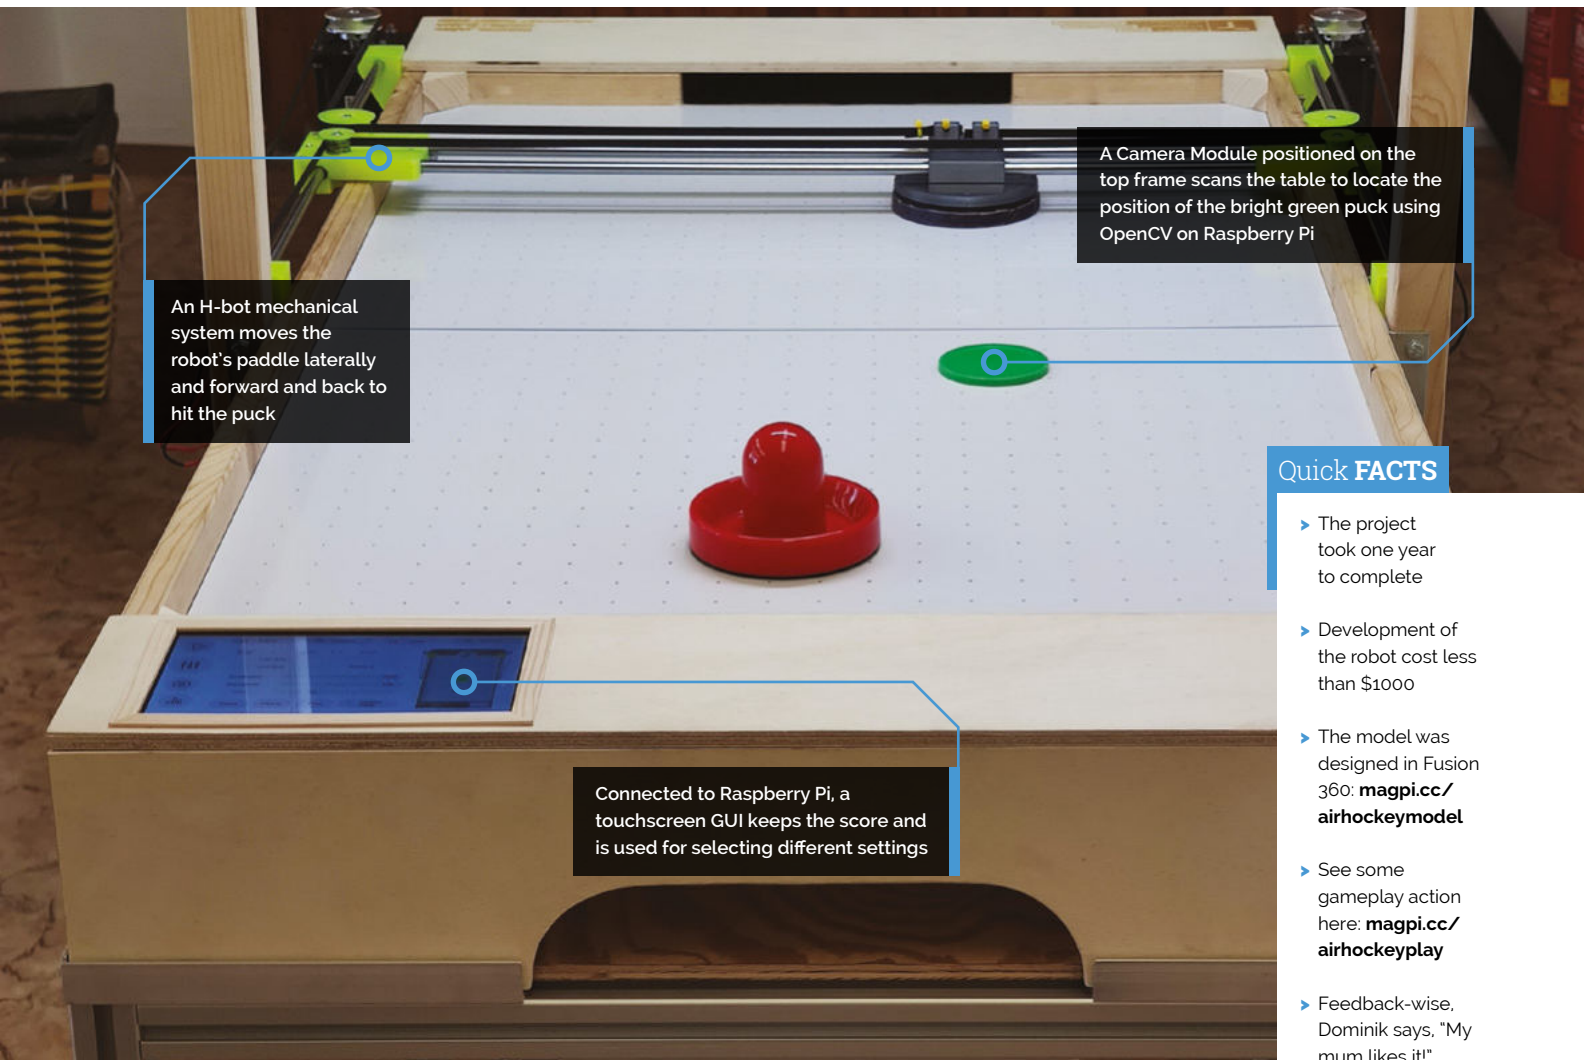 A Camera Module positioned on the
top frame scans the table to locate the
position of the bright green puck using
OpenCV on Raspberry Pi
An H-bot mechanical
system moves the
robot's paddle laterally
and forward and back to
hit the puck
Connected to Raspberry Pi, a
touchscreen GUI keeps the score and
is used for selecting different settings
Quick FACTS
> The project
took one year
to complete
> Development of
the robot cost less
than $1000
> The model was
designed in Fusion
360: magpi.cc/
airhockeymodel
> See some
gameplay action
here: magpi.cc/
airhockeyplay
> Feedback-wise,
Dominik says, "My
mum likes it!"